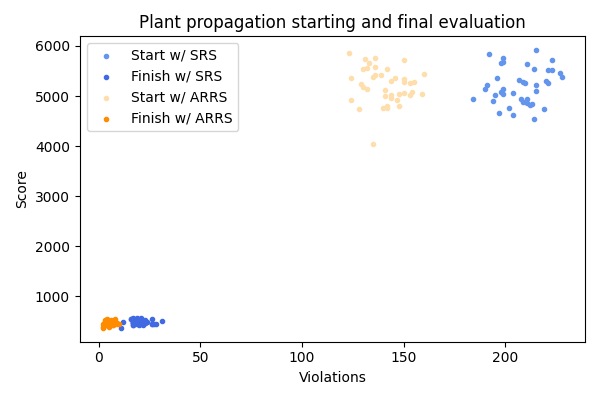 Plant propagation starting and final evaluation
Start w/ SRS
Finish w/ SRS
Start w/ ARRS
Finish w/ ARRS
Score
6000
5000
4000
3000
2000
1000
0 50 100 150 200
Violations